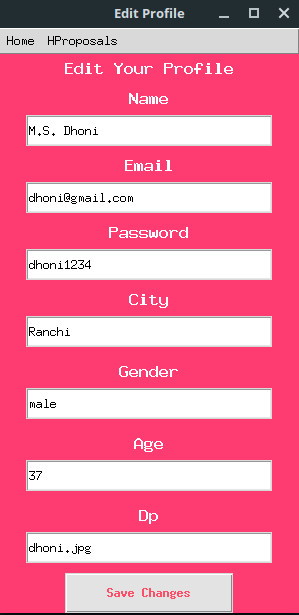 Edit Profile
Home HProposals
Edit Your Profile
Name
M.S. Dhoni
Email
dhoni@gmail.com
Password
dhoni1234
City
Ranchi
Gender
male
Age
37
Dp
dhoni.jpg
Save Changes